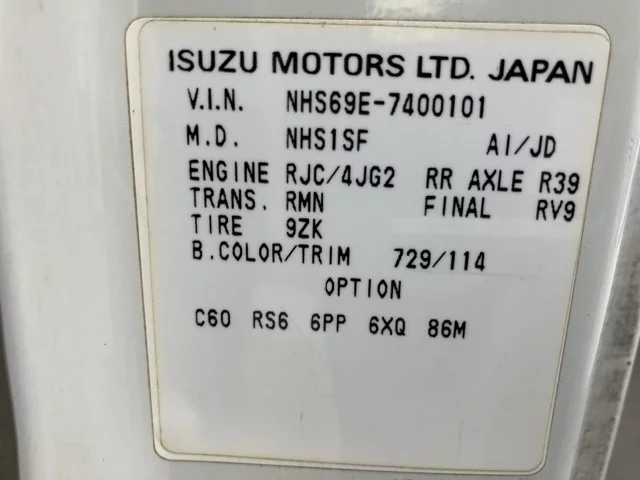 ISUZU MOTORS LTD. JAPAN
V.I.N. NHS69E-7400101
M.D. NHS1SF AI/JD
ENGINE RJC/4JG2 RR AXLE R39
TRANS. RMN FINAL RV9
TIRE 9ZK
B.COLOR/TRIM 729/114
OPTION
C60 RS6 6PP 6XQ 86M